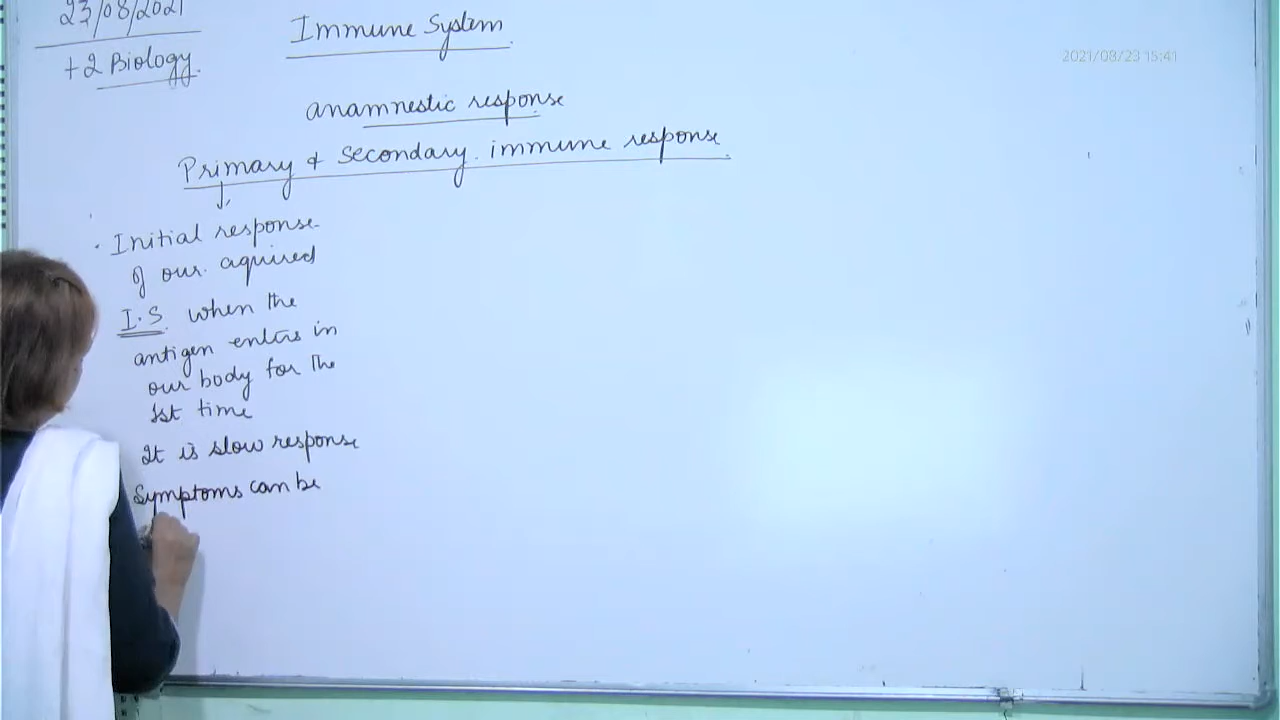 23/08/2021
+2 Biology.
Immune System
2021/08/23 15:41
anamnestic response
Primary & secondary. immune response.
Initial response.
of our. aquired
I.S. when the
antigen enters in
our body for the
1st time
It is slow response
Symptoms can be